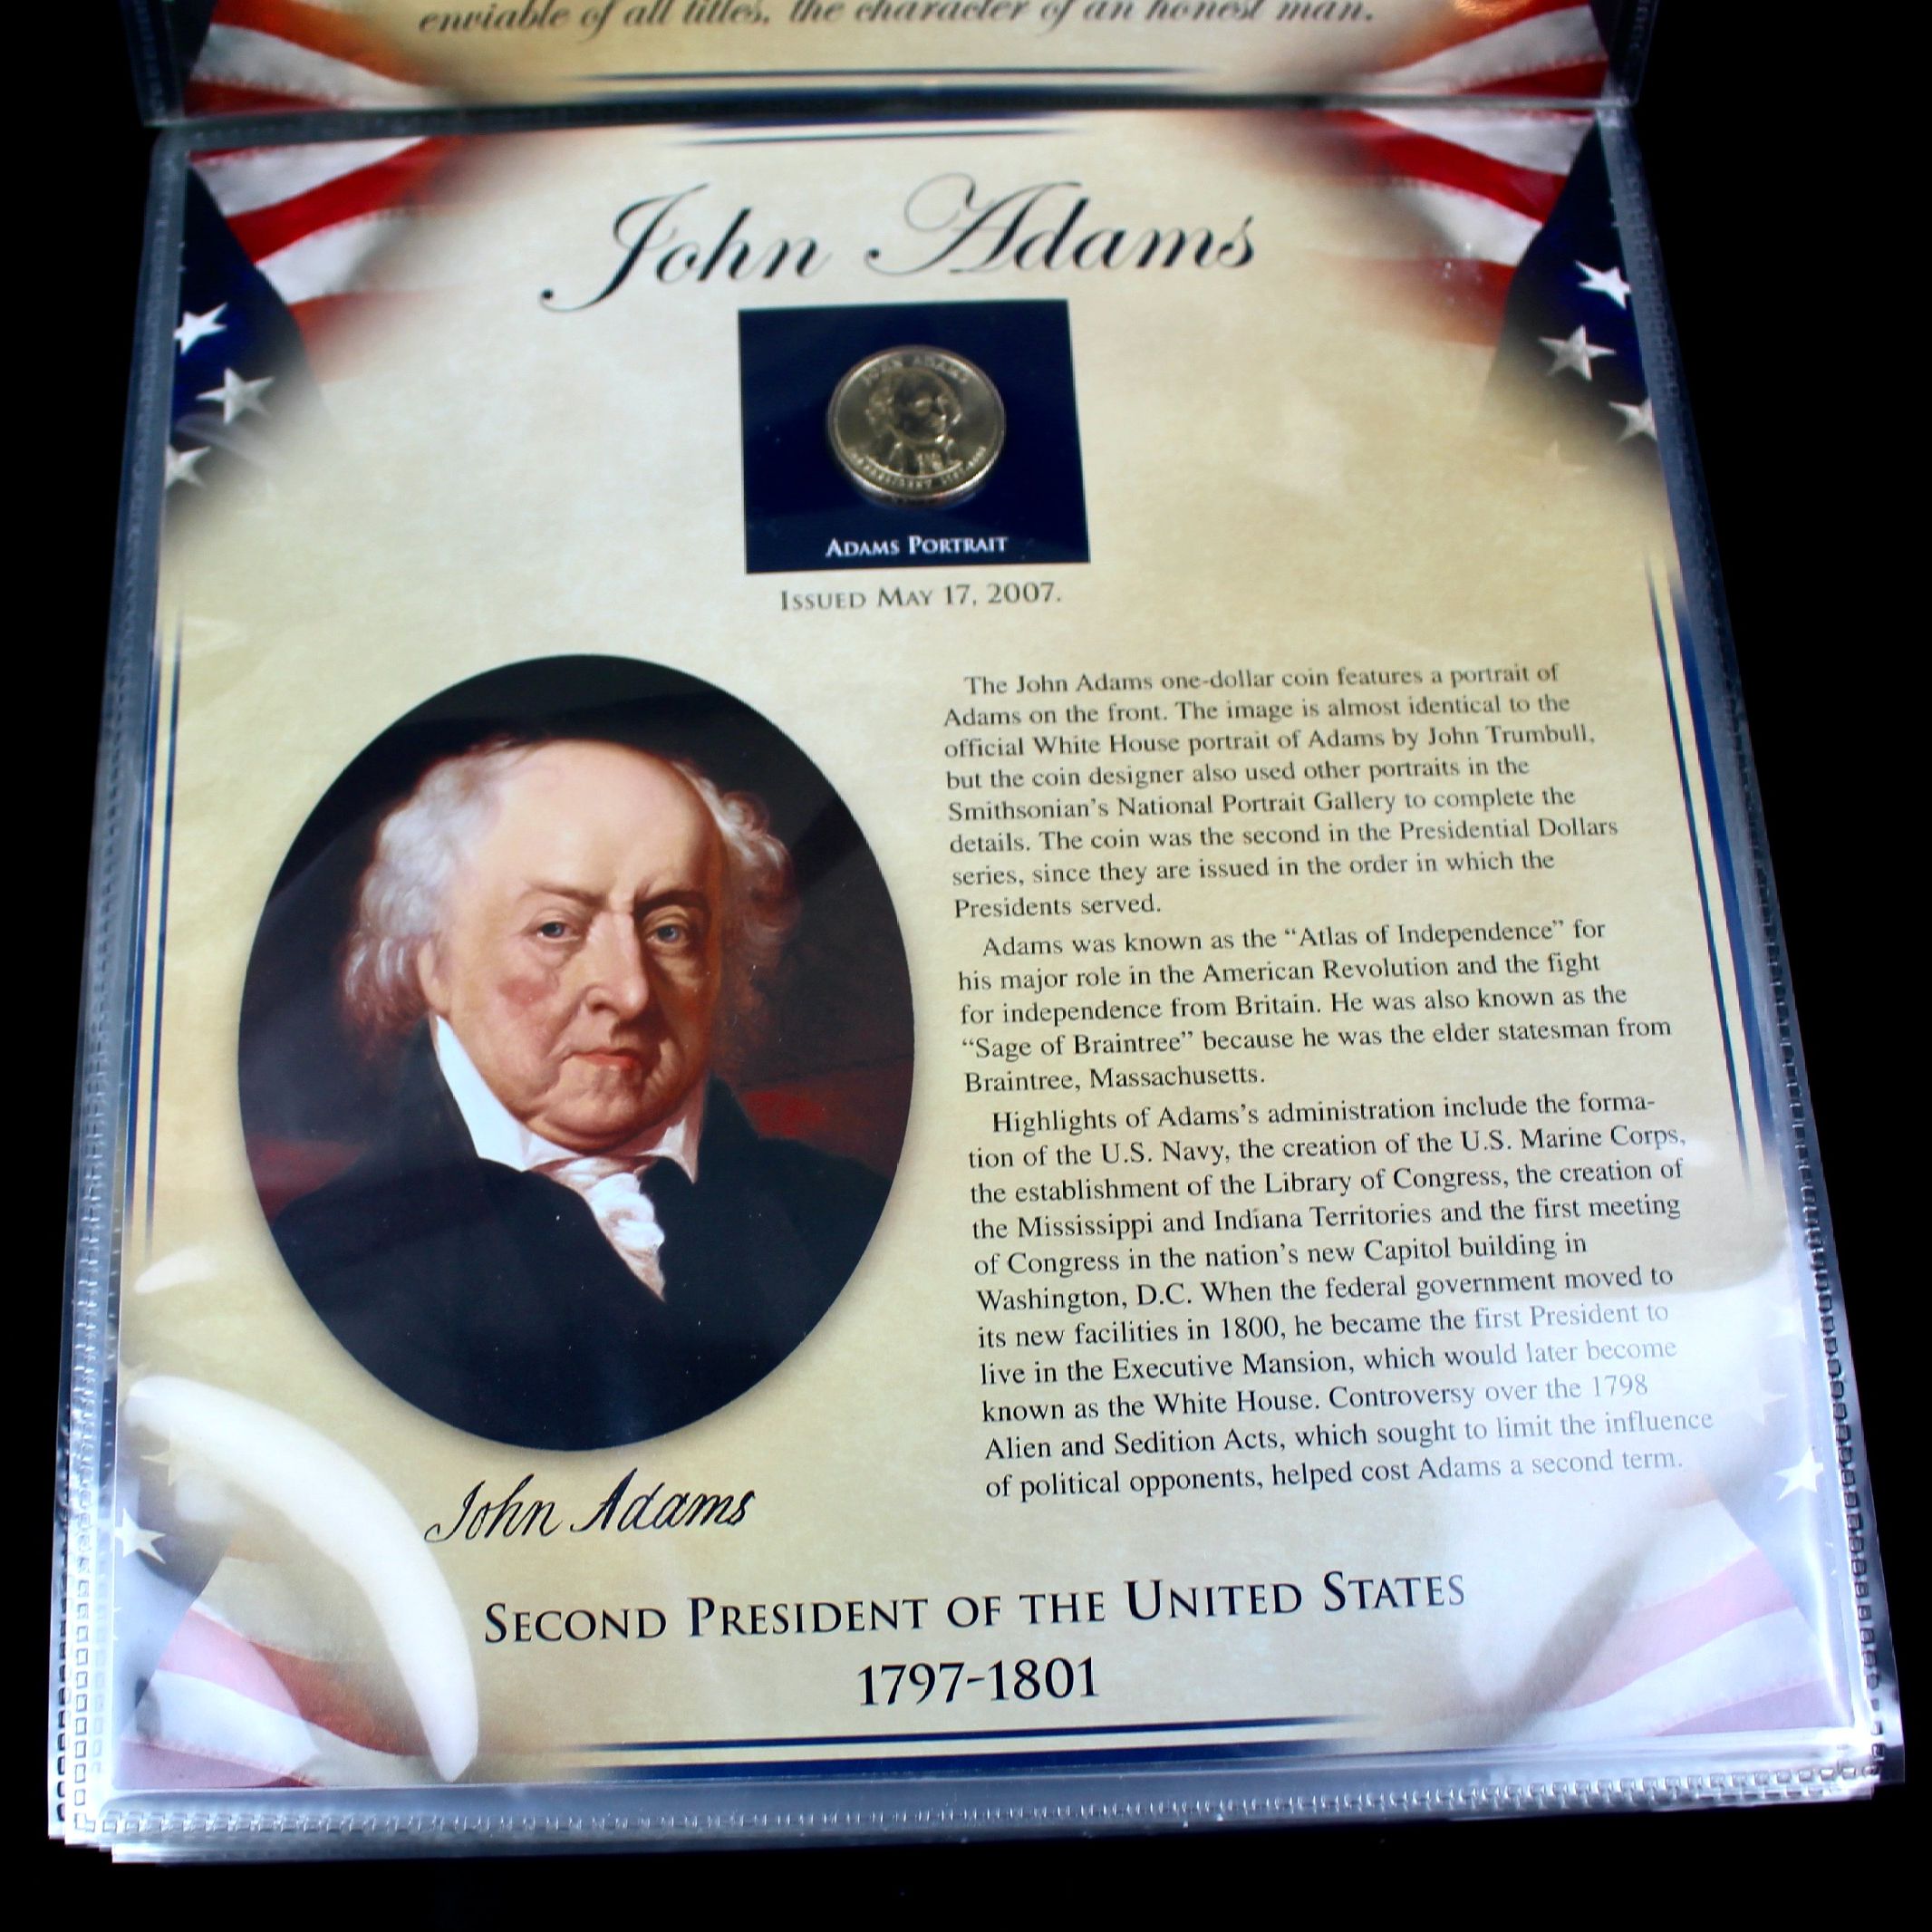 enviable of all titles, the character of an honest man.
John Adams
JOHN ADAMS
ADAMS PORTRAIT
ISSUED MAY 17, 2007.
The John Adams one-dollar coin features a portrait of
Adams on the front. The image is almost identical to the
official White House portrait of Adams by John Trumbull,
but the coin designer also used other portraits in the
Smithsonian's National Portrait Gallery to complete the
details. The coin was the second in the Presidential Dollars
series, since they are issued in the order in which the
Presidents served.
Adams was known as the “Atlas of Independence” for
his major role in the American Revolution and the fight
for independence from Britain. He was also known as the
“Sage of Braintree” because he was the elder statesman from
Braintree, Massachusetts.
Highlights of Adams's administration include the forma-
tion of the U.S. Navy, the creation of the U.S. Marine Corps,
the establishment of the Library of Congress, the creation of
the Mississippi and Indiana Territories and the first meeting
of Congress in the nation's new Capitol building in
Washington, D.C. When the federal government moved to
its new facilities in 1800, he became the first President to
live in the Executive Mansion, which would later become
known as the White House. Controversy over the 1798
Alien and Sedition Acts, which sought to limit the influence
of political opponents, helped cost Adams a second term.
John Adams
SECOND PRESIDENT OF THE UNITED STATES
1797-1801